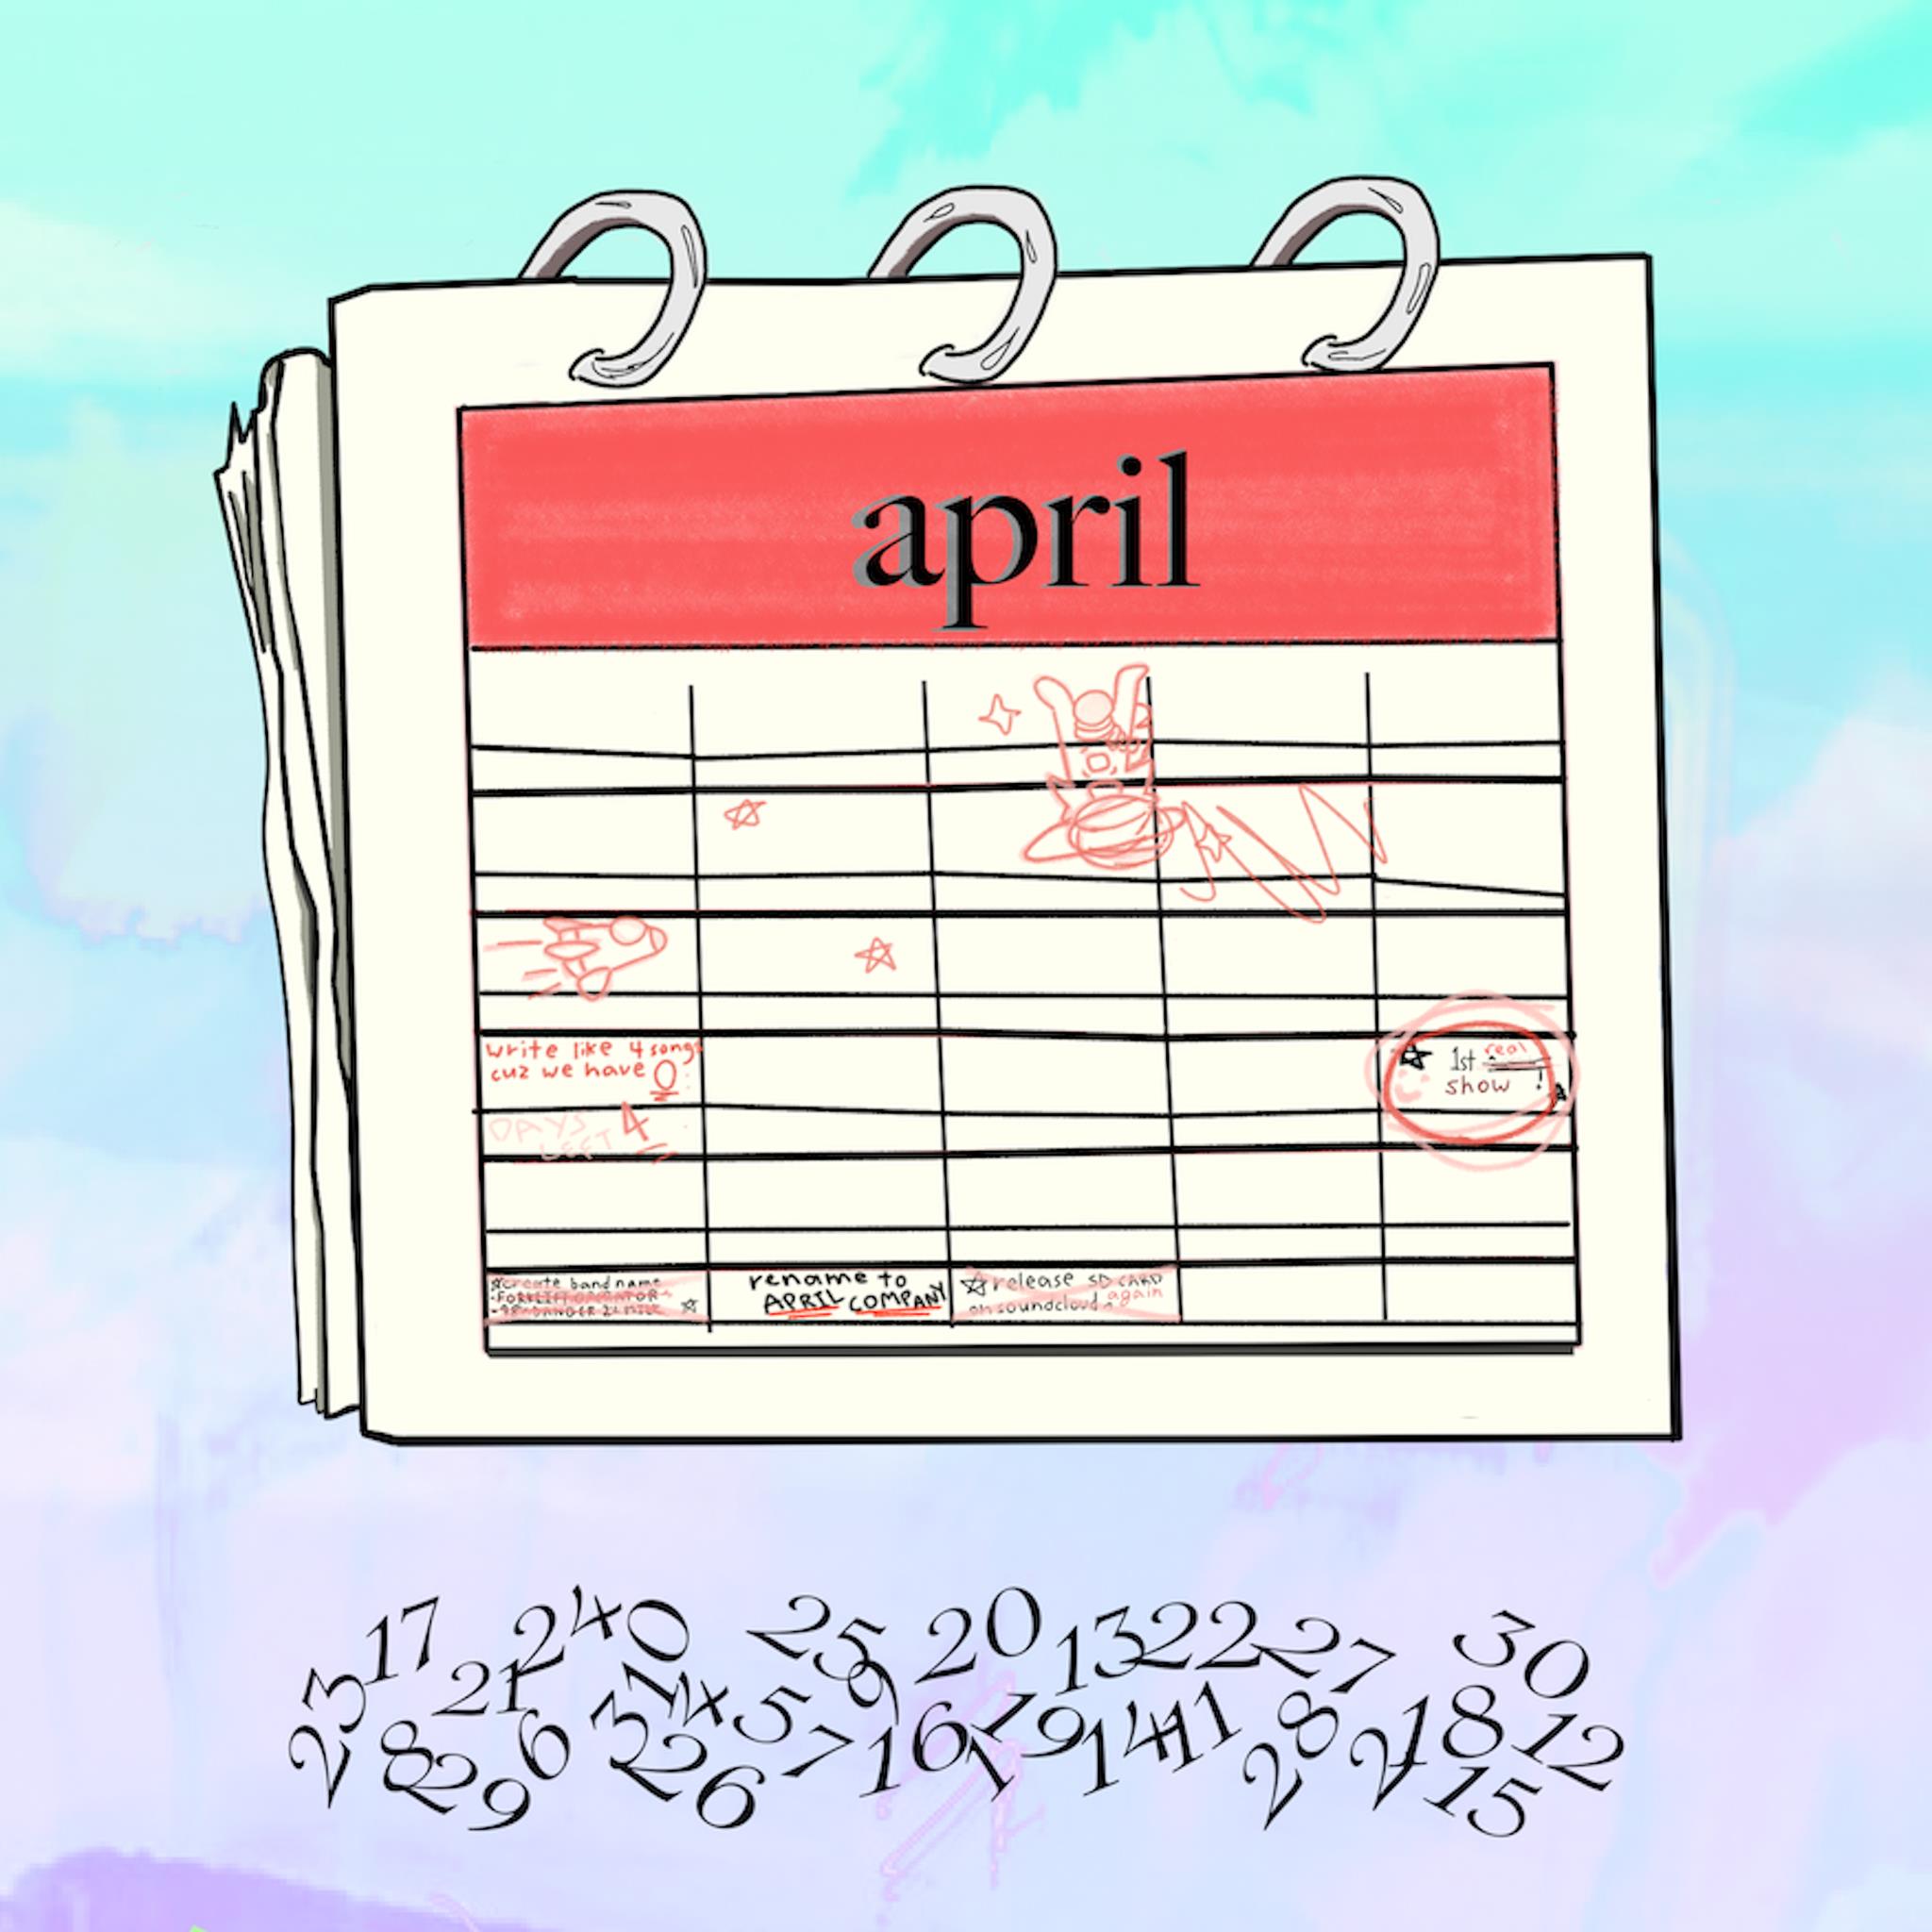 april
write like 4 songs
cuz we have 0
DAYS 4
LEFT
1st real
show !
create band name
-FORKLIFT OPERATOR
rename to
APRIL COMPANY
release SD CARD
on soundcloud again
17 24 10 25 20 13 22 27 30
23 21 3 4 5 9 16 19 14 11 28 2 18 12
8 29 6 26 7 1 15